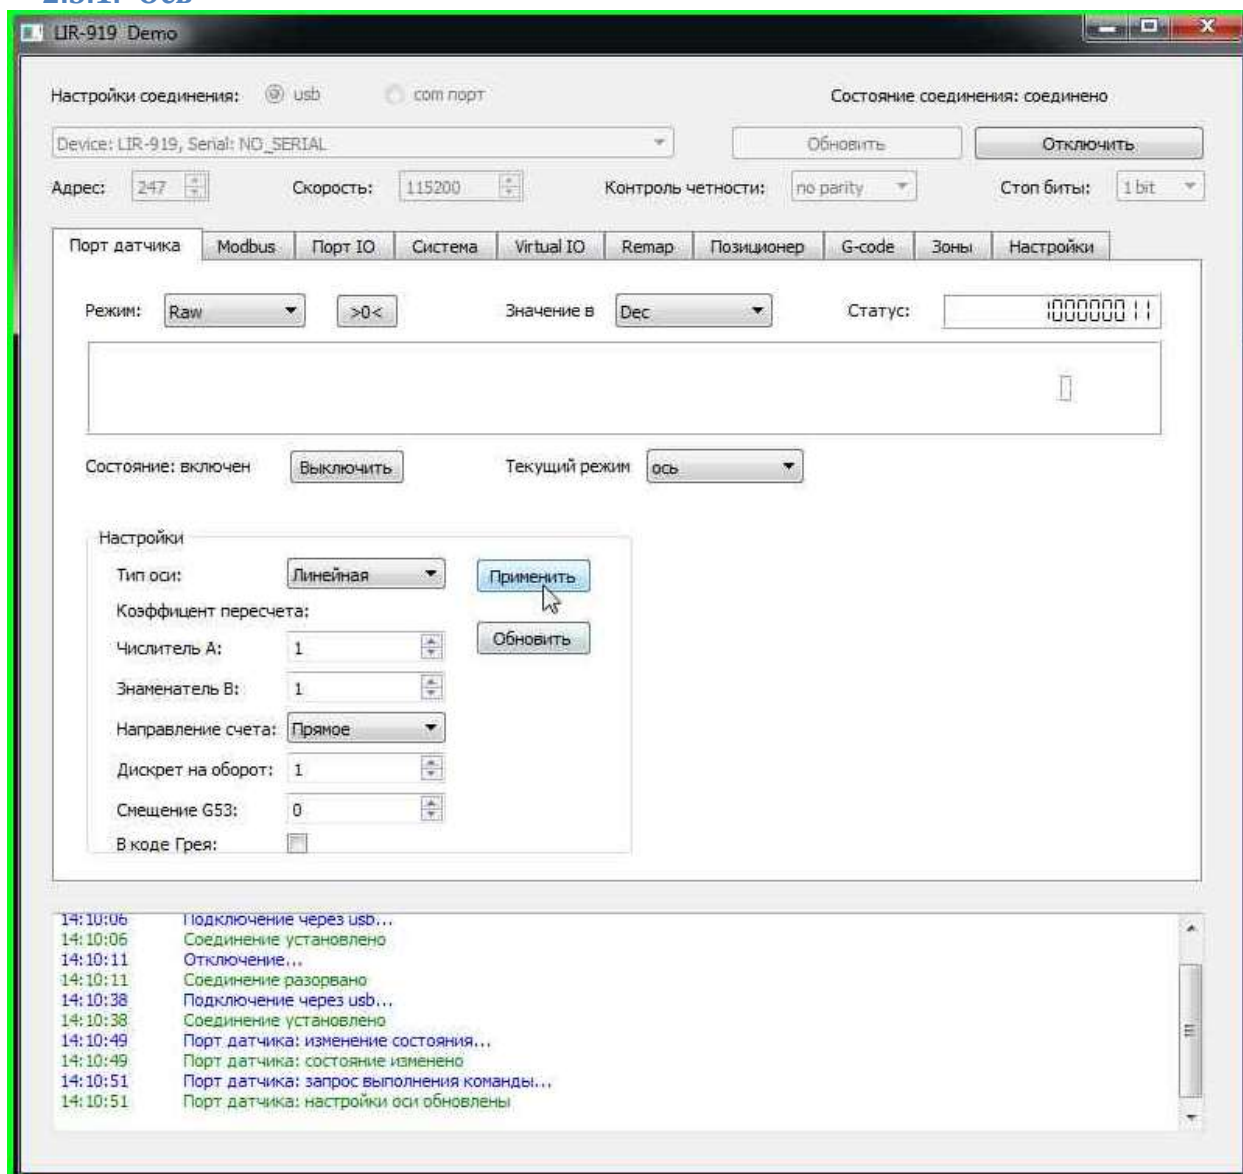 LIR-919 Demo
Настройки соединения: usb com порт Состояние соединения: соединено
Device: LIR-919, Serial: NO_SERIAL Обновить Отключить
Адрес: 247 Скорость: 115200 Контроль четности: no parity Стоп биты: 1 bit
Порт датчика Modbus Порт IO Система Virtual IO Remap Позиционер G-code Зоны Настройки
Режим: Raw >0< Значение в Dec Статус: 100000011
0
Состояние: включен Выключить Текущий режим ось
Настройки
Тип оси: Линейная Применить
Коэффицент пересчета:
Числитель A: 1 Обновить
Знаменатель B: 1
Направление счета: Прямое
Дискрет на оборот: 1
Смещение G53: 0
В коде Грея:
14:10:06 Подключение через usb...
14:10:06 Соединение установлено
14:10:11 Отключение...
14:10:11 Соединение разорвано
14:10:38 Подключение через usb...
14:10:38 Соединение установлено
14:10:49 Порт датчика: изменение состояния...
14:10:49 Порт датчика: состояние изменено
14:10:51 Порт датчика: запрос выполнения команды...
14:10:51 Порт датчика: настройки оси обновлены